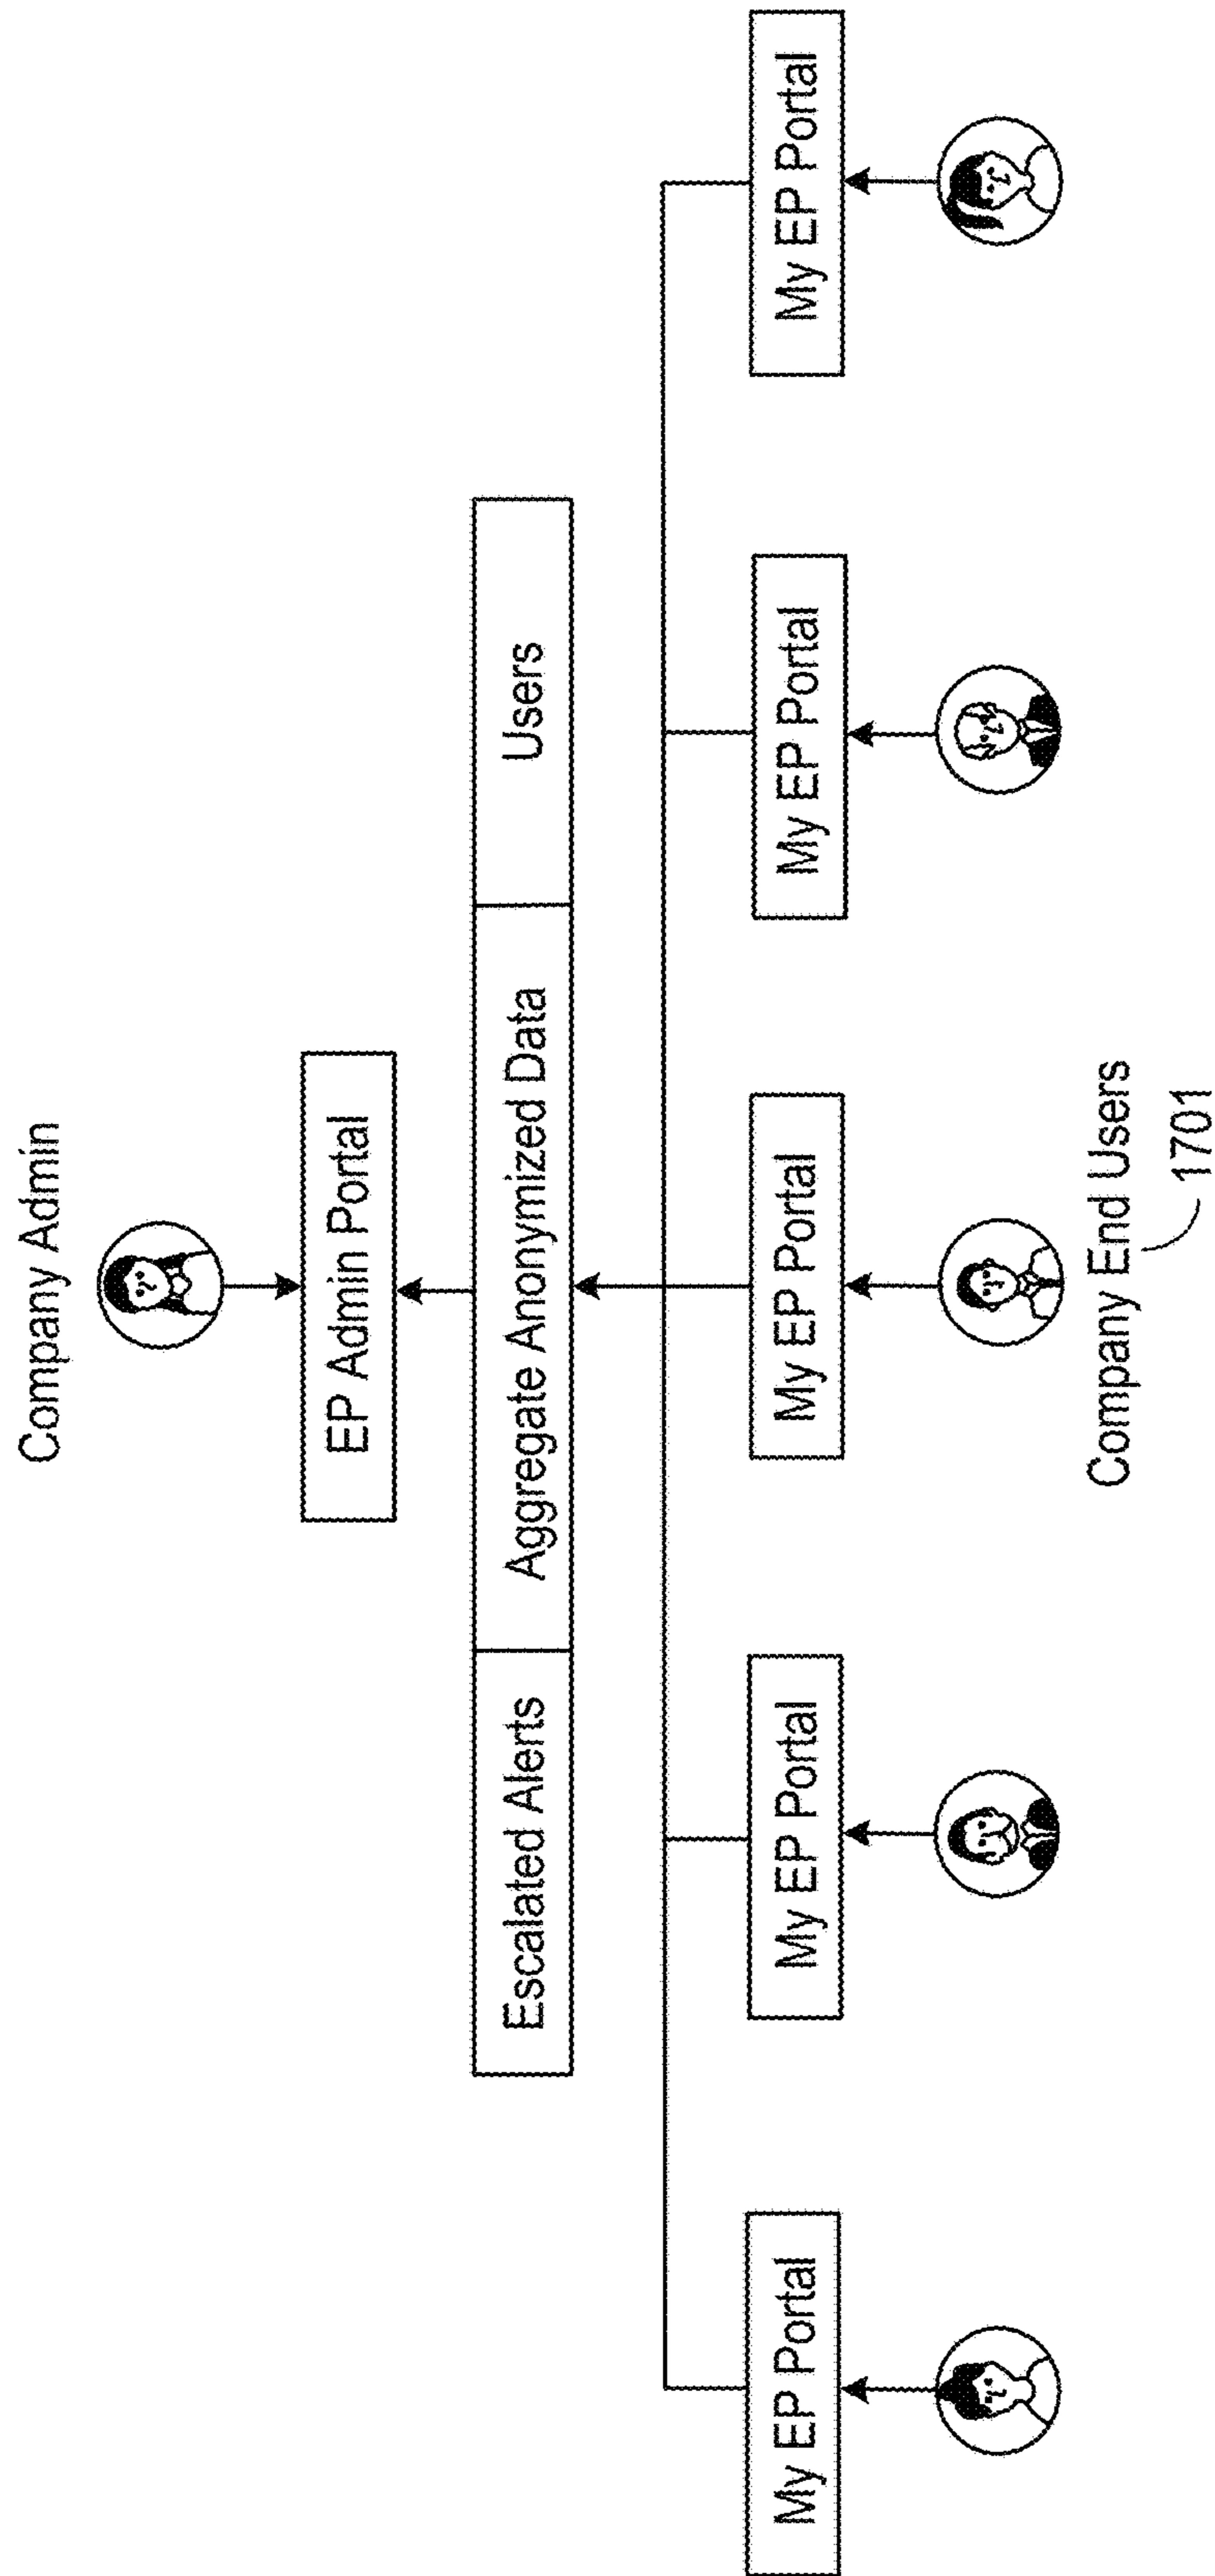 Company Admin
EP Admin Portal
Escalated Alerts
Aggregate Anonymized Data
Users
My EP Portal
My EP Portal
My EP Portal
My EP Portal
My EP Portal
Company End Users
1701